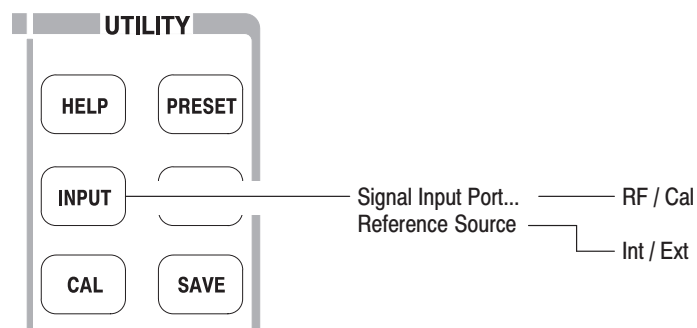 UTILITY
HELP
PRESET
INPUT
Signal Input Port...
RF / Cal
Reference Source
Int / Ext
CAL
SAVE